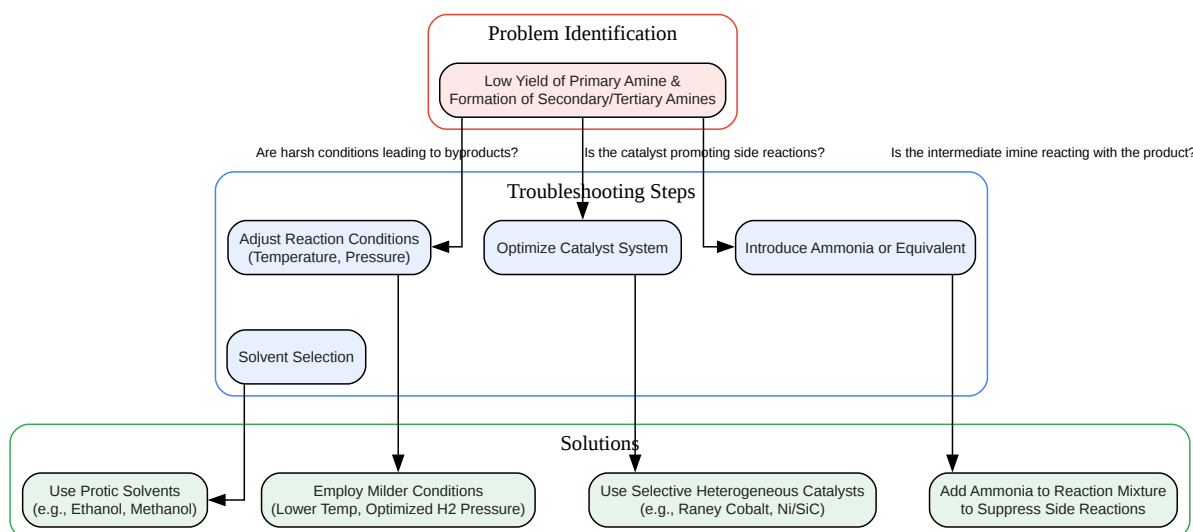 Problem Identification
Low Yield of Primary Amine &
Formation of Secondary/Tertiary Amines
Are harsh conditions leading to byproducts?
Is the catalyst promoting side reactions?
Is the intermediate imine reacting with the product?
Troubleshooting Steps
Adjust Reaction Conditions
(Temperature, Pressure)
Optimize Catalyst System
Introduce Ammonia or Equivalent
Solvent Selection
Solutions
Use Protic Solvents
(e.g., Ethanol, Methanol)
Employ Milder Conditions
(Lower Temp, Optimized H2 Pressure)
Use Selective Heterogeneous Catalysts
(e.g., Raney Cobalt, Ni/SiC)
Add Ammonia to Reaction Mixture
to Suppress Side Reactions